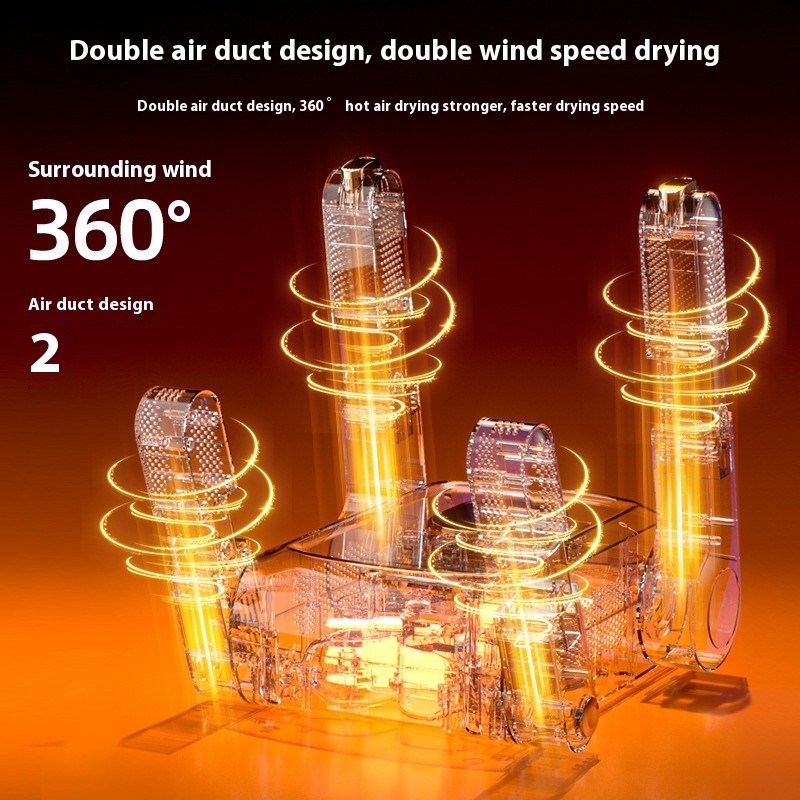 Double air duct design, double wind speed drying
Double air duct design, 360° hot air drying stronger, faster drying speed
Surrounding wind
360°
Air duct design
2